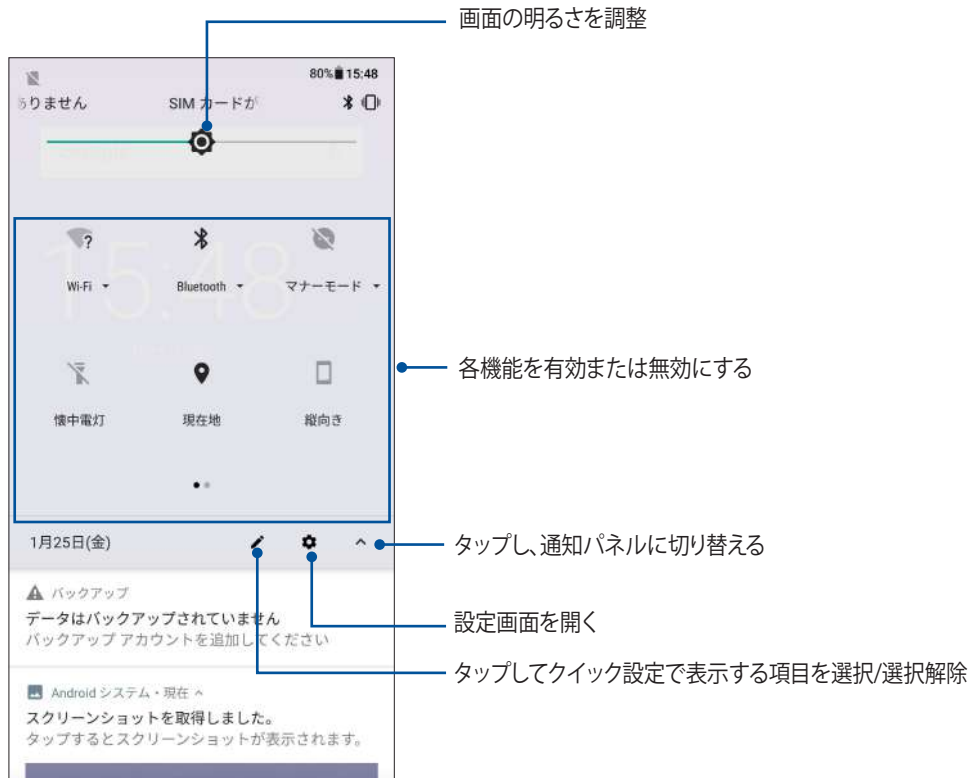 画面の明るさを調整
80% 15:48
ありません SIM カードが
15:48
? 
Wi-Fi Bluetooth マナーモード
各機能を有効または無効にする
懐中電灯 現在地 縦向き
1月25日(金)
タップし、通知パネルに切り替える
バックアップ
データはバックアップされていません
設定画面を開く
バックアップ アカウントを追加してください
タップしてクイック設定で表示する項目を選択/選択解除
Android システム・現在
スクリーンショットを取得しました。
タップするとスクリーンショットが表示されます。